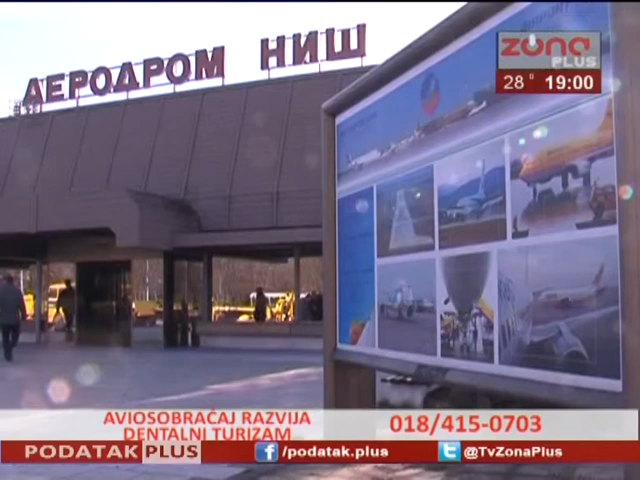 АЕРОДРОМ НИШ
ZONA
PLUS
28° 19:00
AVIOSOBRAĆAJ RAZVIJA
DENTALNI TURIZAM
018/415-0703
PODATAK PLUS
/podatak.plus
@TvZonaPlus